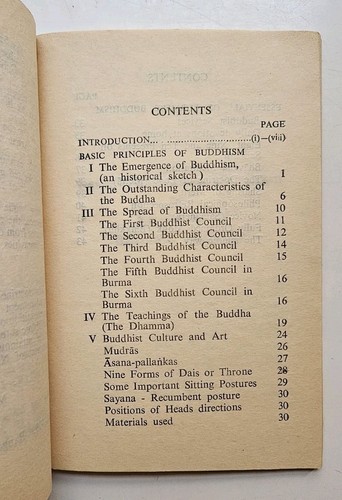 CONTENTS
PAGE
INTRODUCTION... ................................(i)—(viii)
BASIC PRINCIPLES OF BUDDHISM
I The Emergence of Buddhism,
(an historical sketch) 1
II The Outstanding Characteristics of
the Buddha 6
III The Spread of Buddhism 10
The First Buddhist Council 11
The Second Buddhist Council 12
The Third Buddhist Council 14
The Fourth Buddhist Council 15
The Fifth Buddhist Council in
Burma 16
The Sixth Buddhist Council in
Burma 16
IV The Teachings of the Buddha
(The Dhamma) 19
V Buddhist Culture and Art 24
Mudrās 26
Āsana-pallaṅkas 27
Nine Forms of Dais or Throne 28
Some Important Sitting Postures 29
Sayana - Recumbent posture 30
Positions of Heads directions 30
Materials used 30